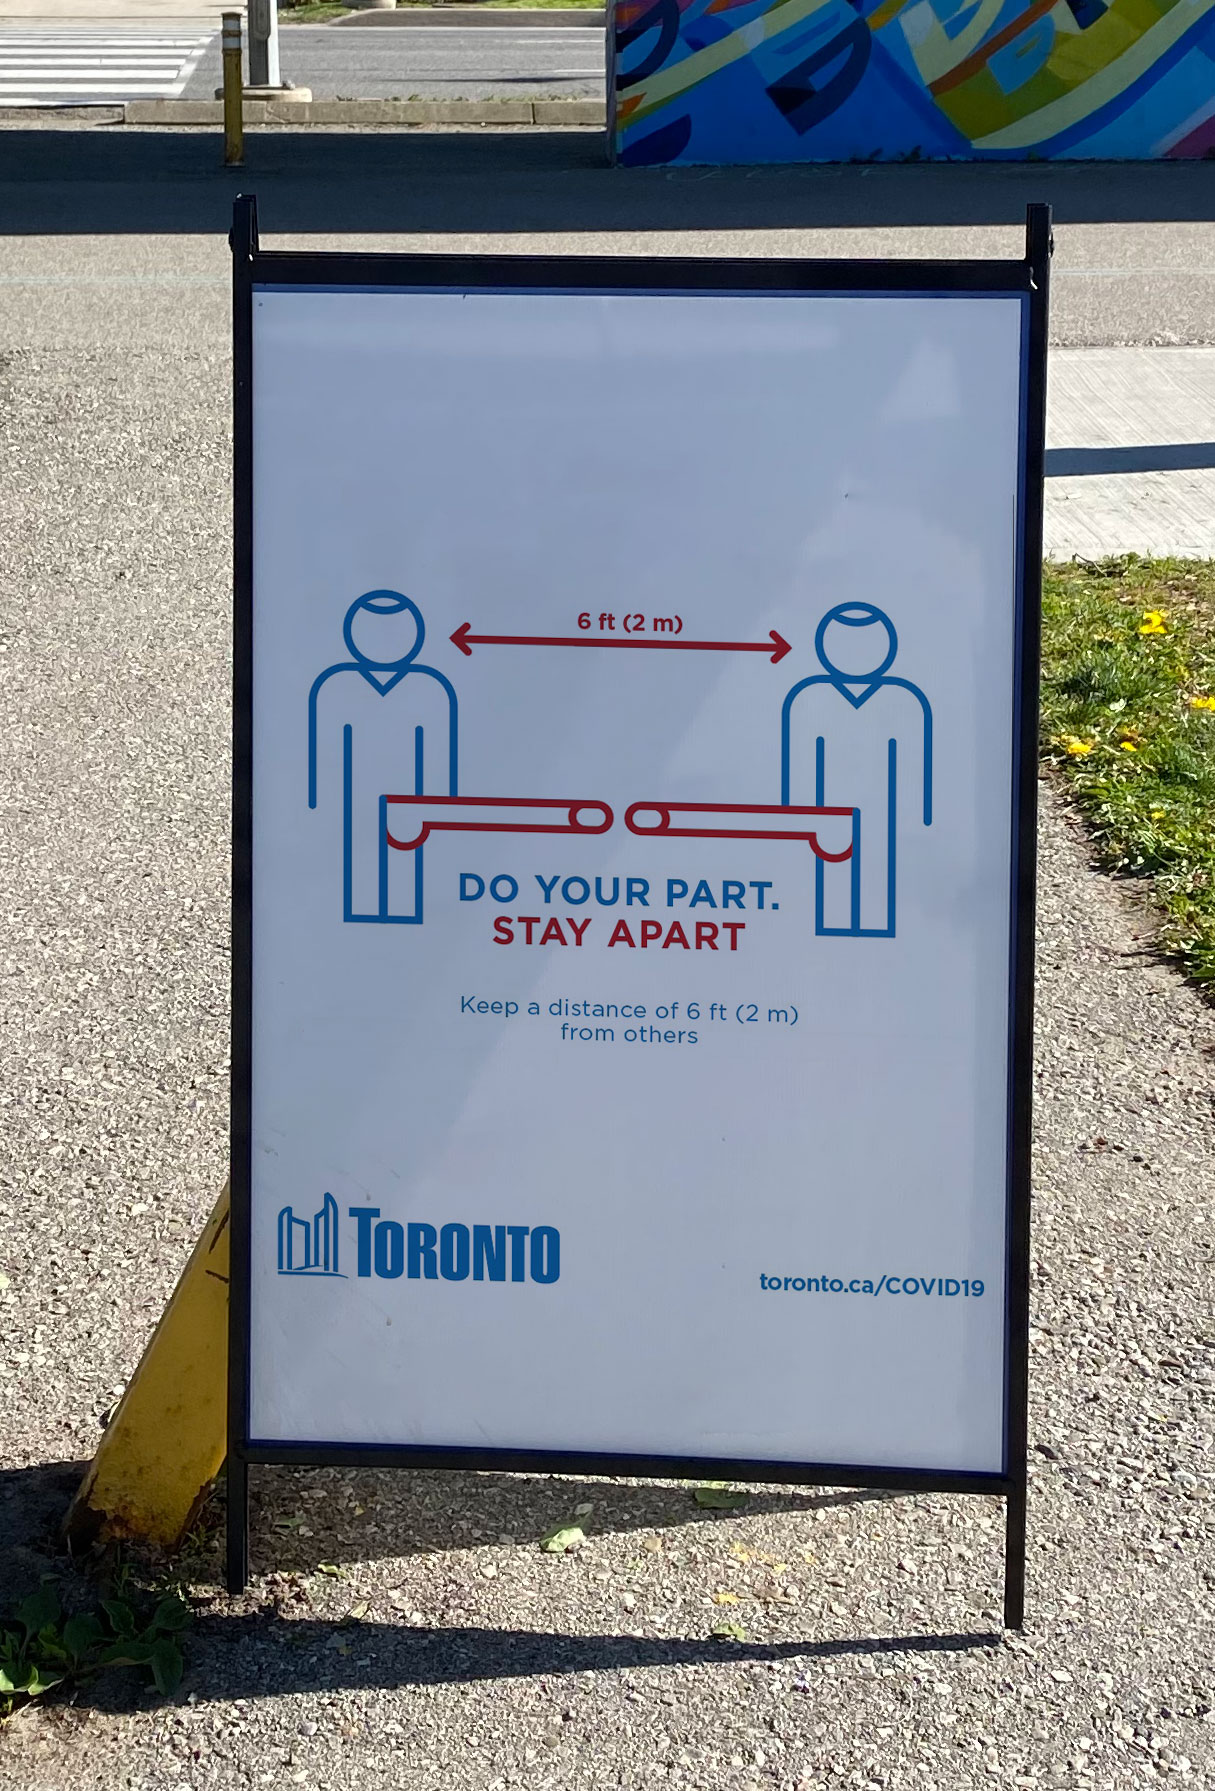 6 ft (2 m)
DO YOUR PART.
STAY APART
Keep a distance of 6 ft (2 m)
from others
TORONTO
toronto.ca/COVID19